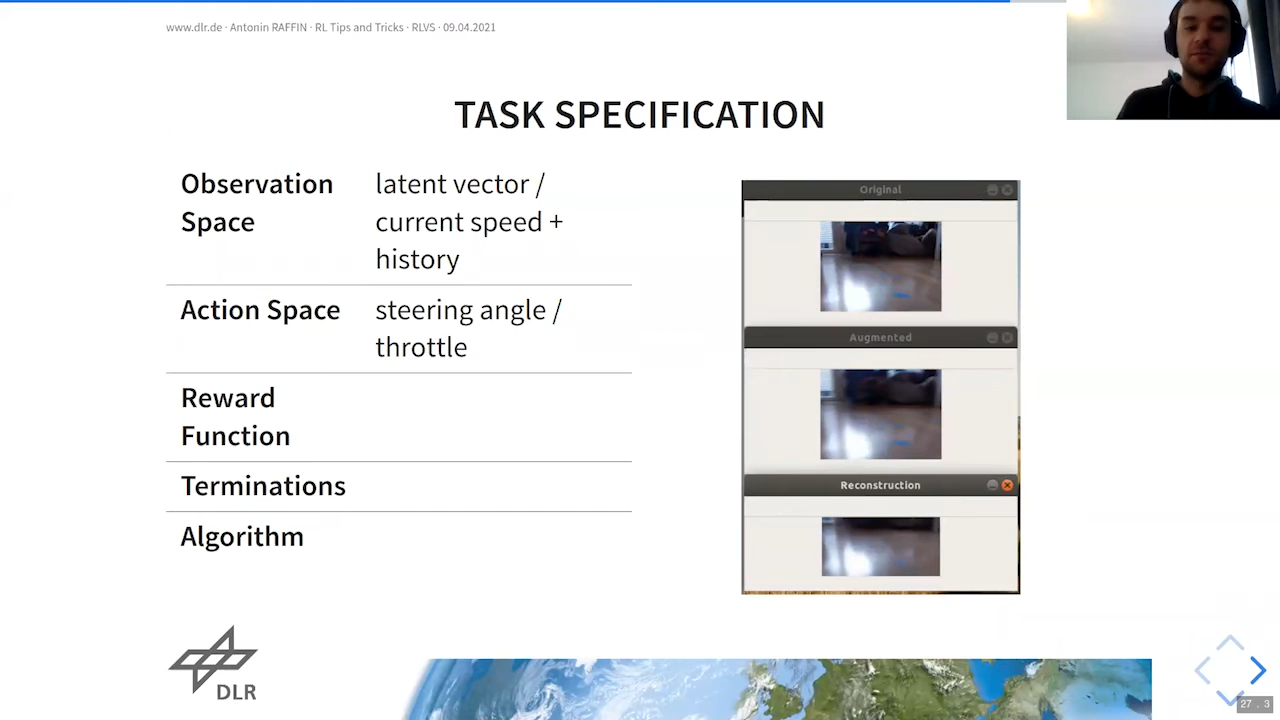 www.dlr.de · Antonin RAFFIN · RL Tips and Tricks · RLVS · 09.04.2021
TASK SPECIFICATION
Observation
Space
latent vector /
current speed +
history
Action Space
steering angle /
throttle
Reward
Function
Terminations
Algorithm
Original
Augmented
Reconstruction
DLR
27 . 3